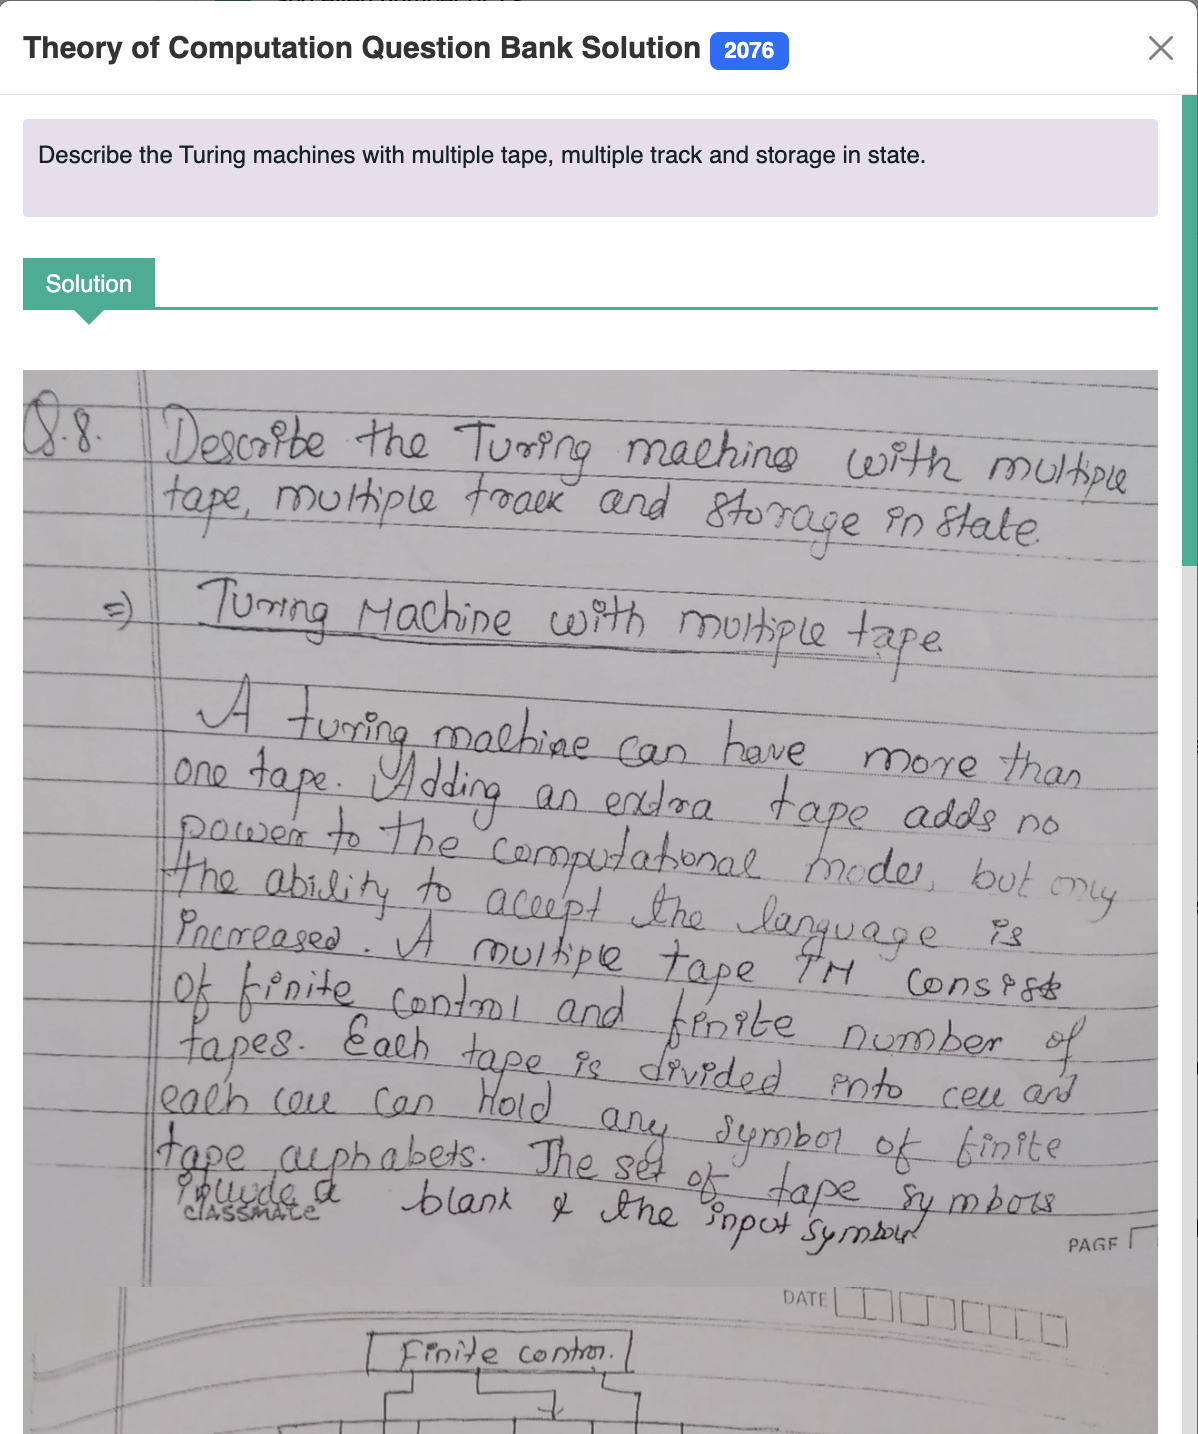 Theory of Computation Question Bank Solution 2076
Describe the Turing machines with multiple tape, multiple track and storage in state.
Solution
Q.8. Describe the Turing machines with multiple
tape, multiple track and storage in state.
=) Turing Machine with multiple tape.
A turing machine can have more than
one tape. Adding an extra tape adds no
power to the computational model, but only
the ability to accept the language is
increased. A multiple tape TM consists
of finite control and finite number of
tapes. Each tape is divided into cell and
each cell can Hold any symbol of finite
tape alphabets. The set of tape symbols
include a blank & the input symbol
CLASSMATE
PAGE
DATE
Finite control.